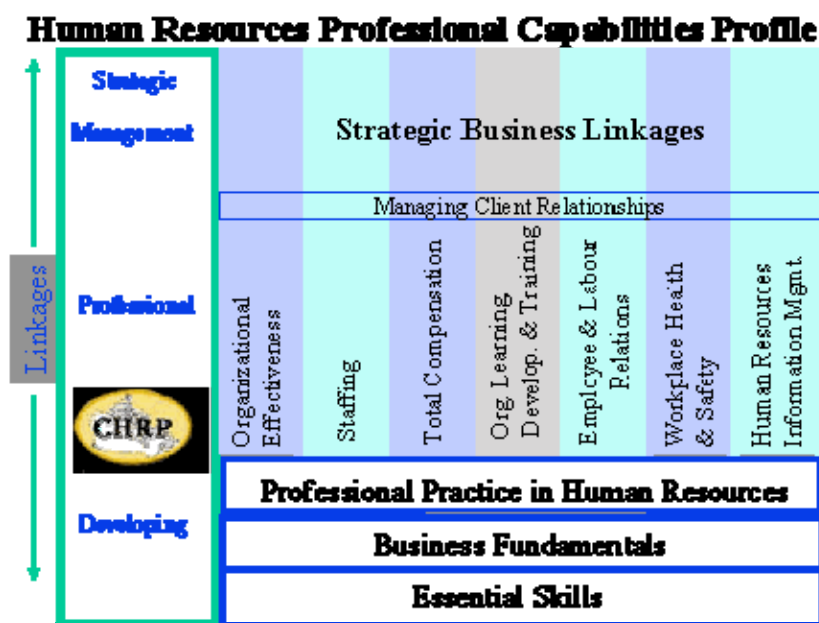 Human Resources Professional Capabilities Profile
Strategic
Management
Strategic Business Linkages
Managing Client Relationships
Linkages
Professional
Organizational
Effectiveness
Staffing
Total Compensation
Org. Learning,
Develop. & Training
Employee & Labour
Relations
Workplace Health
& Safety
Human Resources
Information Mgnt.
CHRP
Developing
Professional Practice in Human Resources
Business Fundamentals
Essential Skills